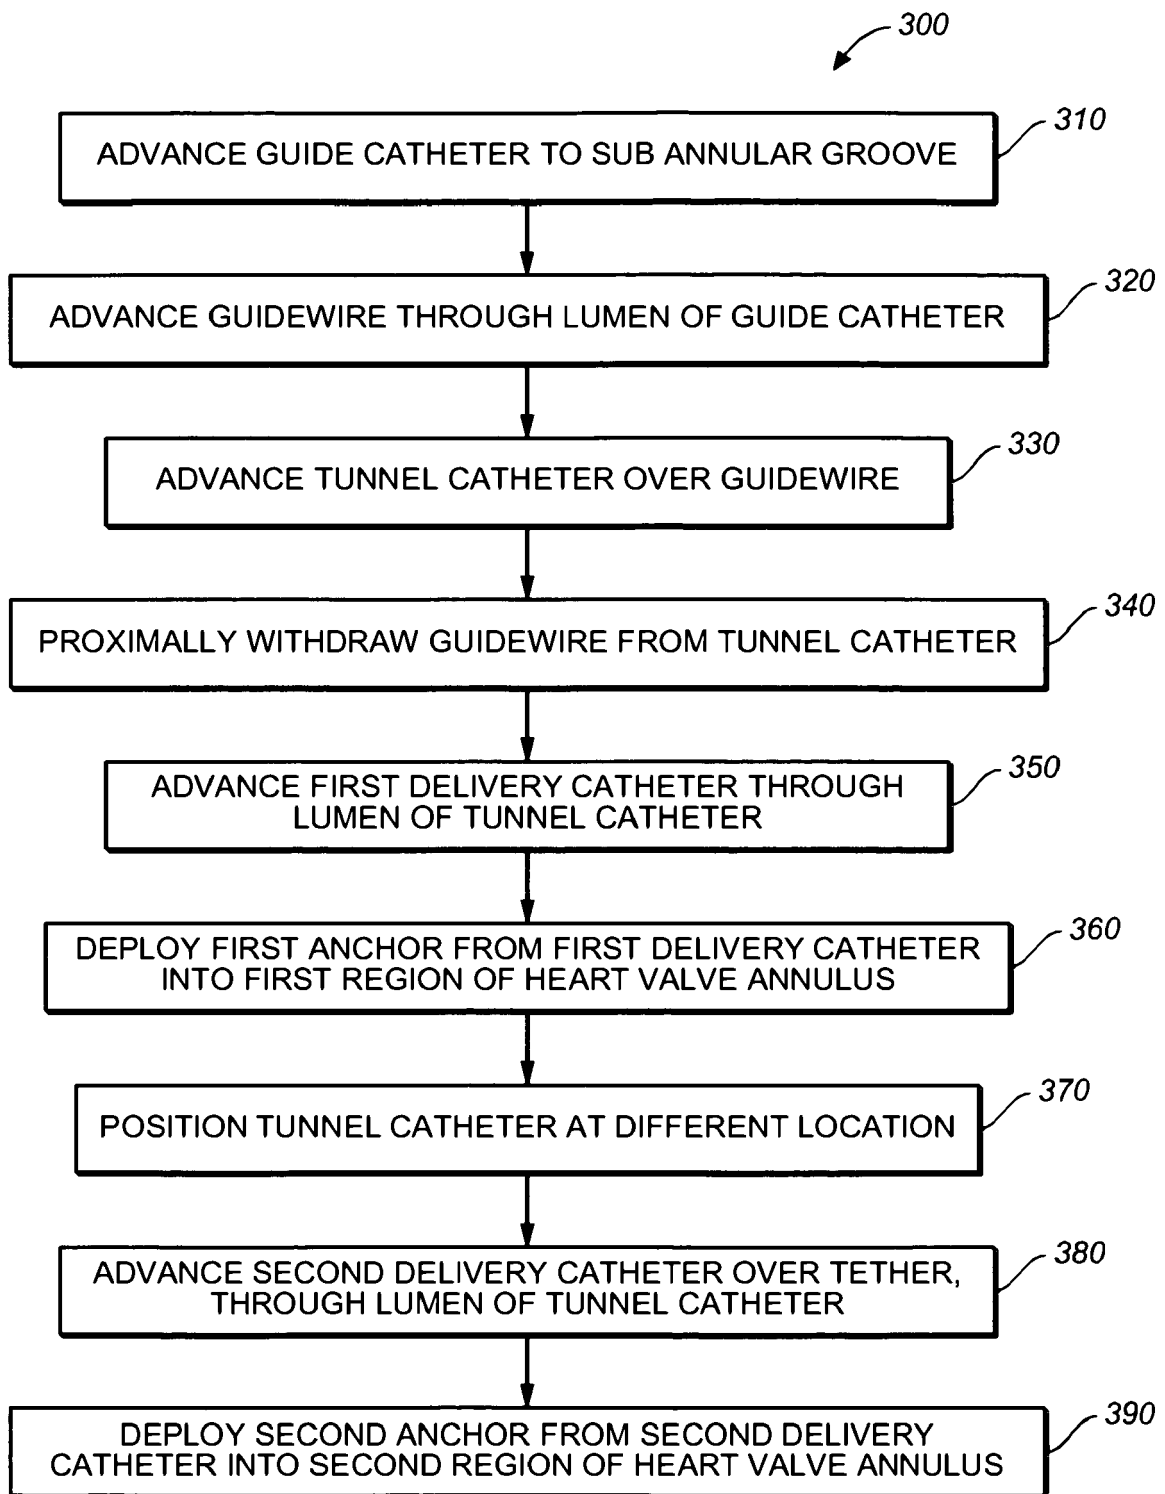 300
310
ADVANCE GUIDE CATHETER TO SUB ANNULAR GROOVE
320
ADVANCE GUIDEWIRE THROUGH LUMEN OF GUIDE CATHETER
330
ADVANCE TUNNEL CATHETER OVER GUIDEWIRE
340
PROXIMALLY WITHDRAW GUIDEWIRE FROM TUNNEL CATHETER
350
ADVANCE FIRST DELIVERY CATHETER THROUGH
LUMEN OF TUNNEL CATHETER
360
DEPLOY FIRST ANCHOR FROM FIRST DELIVERY CATHETER
INTO FIRST REGION OF HEART VALVE ANNULUS
370
POSITION TUNNEL CATHETER AT DIFFERENT LOCATION
380
ADVANCE SECOND DELIVERY CATHETER OVER TETHER,
THROUGH LUMEN OF TUNNEL CATHETER
390
DEPLOY SECOND ANCHOR FROM SECOND DELIVERY
CATHETER INTO SECOND REGION OF HEART VALVE ANNULUS